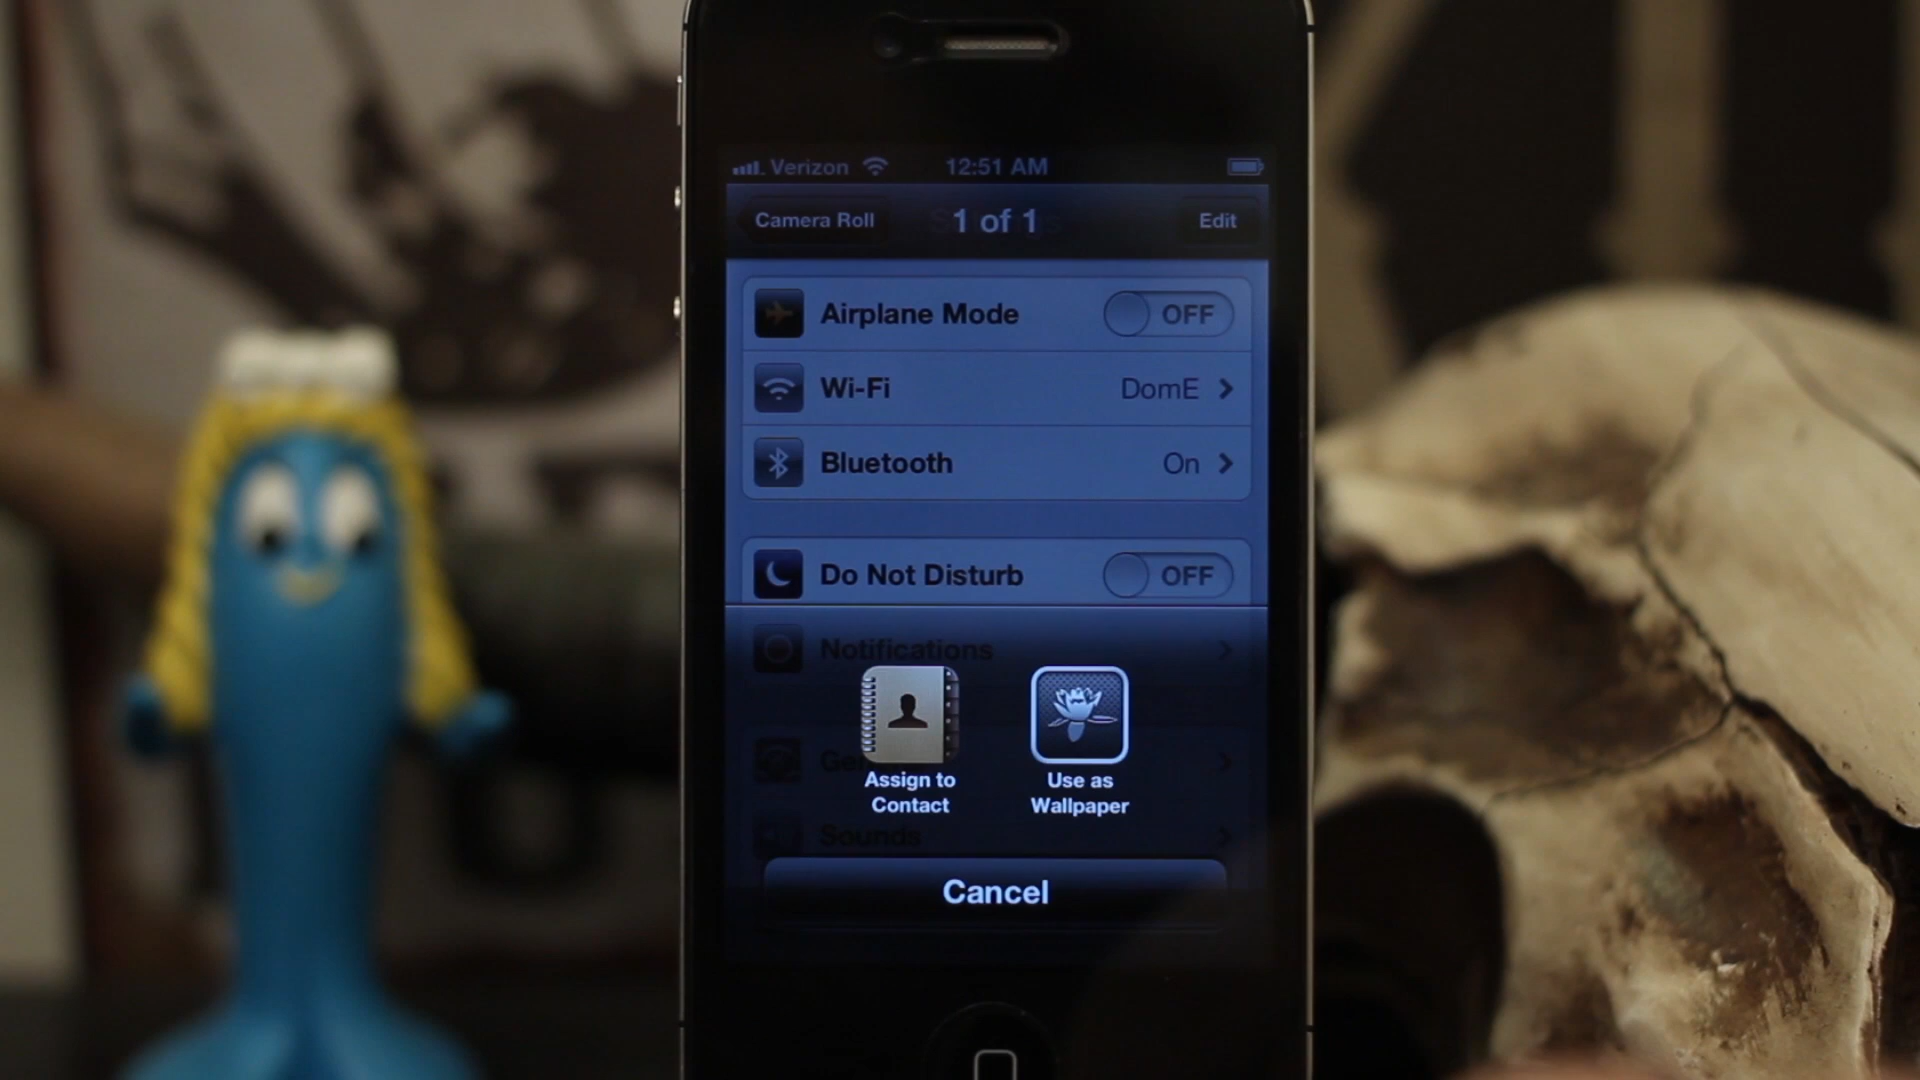 Verizon 12:51 AM
Camera Roll 1 of 1 Edit
Airplane Mode OFF
Wi-Fi DomE
Bluetooth On
Do Not Disturb OFF
Notifications
Assign to Contact
Use as Wallpaper
Sounds
Cancel